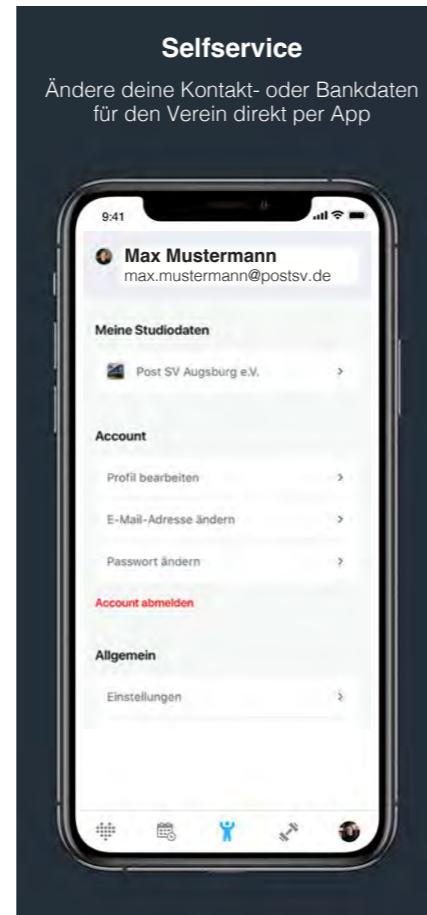 Selfservice
Ändere deine Kontakt- oder Bankdaten
für den Verein direkt per App
9:41
Max Mustermann
max.mustermann@postsv.de
Meine Studiodaten
Post SV Augsburg e.V.
Account
Profil bearbeiten
E-Mail-Adresse ändern
Passwort ändern
Account abmelden
Allgemein
Einstellungen